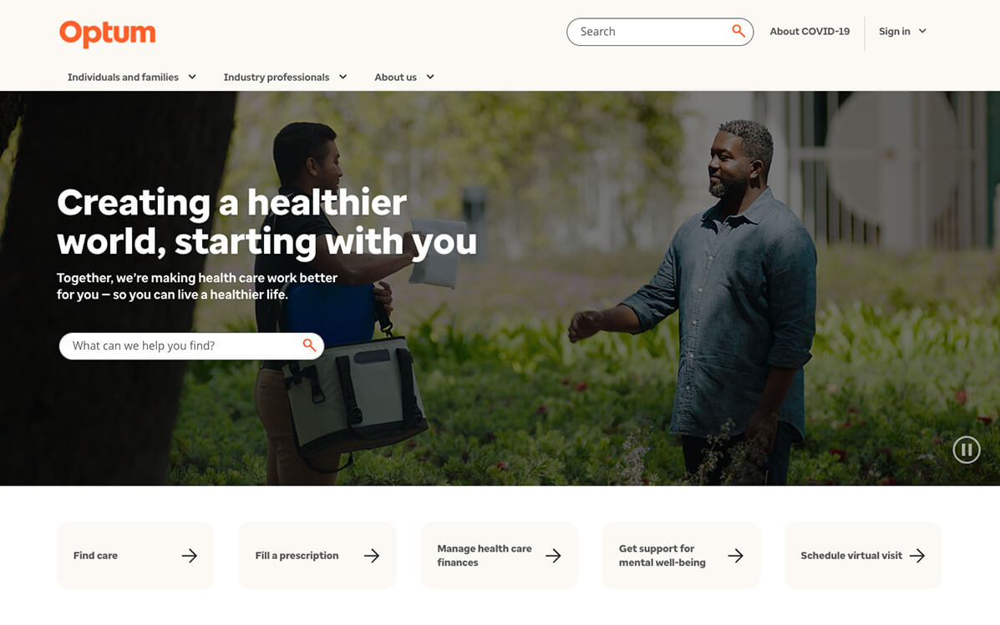 Optum
Search
About COVID-19
Sign in
Individuals and families
Industry professionals
About us
Creating a healthier
world, starting with you
Together, we're making health care work better
for you – so you can live a healthier life.
What can we help you find?
Find care
Fill a prescription
Manage health care
finances
Get support for
mental well-being
Schedule virtual visit